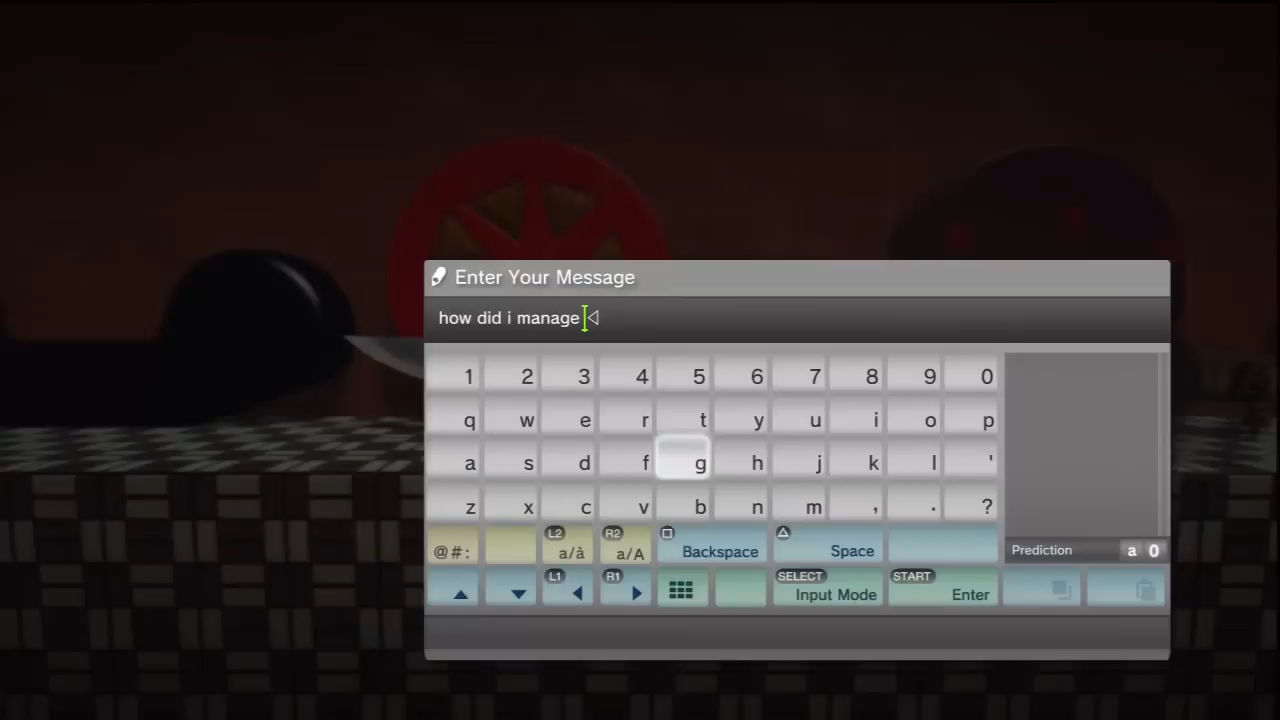 Enter Your Message
how did i manage
1 2 3 4 5 6 7 8 9 0
q w e r t y u i o p
a s d f g h j k l '
z x c v b n m , . ?
@#: L2 a/à R2 a/A Backspace Space
Prediction a 0
L1 R1 SELECT Input Mode START Enter